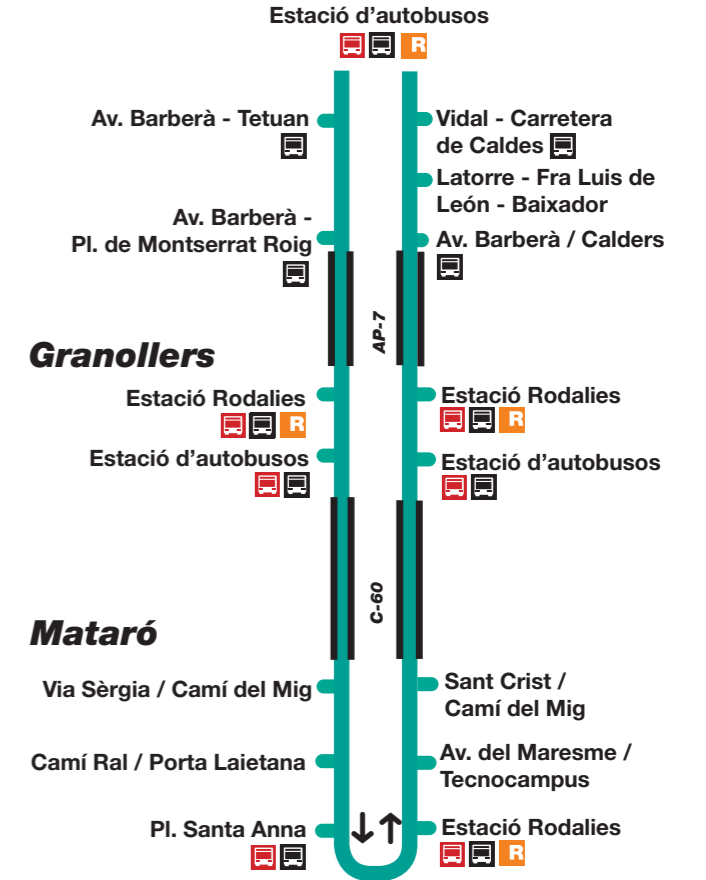 Estació d'autobusos
R
Av. Barberà - Tetuan
Vidal - Carretera
de Caldes
Latorre - Fra Luis de
León - Baixador
Av. Barberà -
Pl. de Montserrat Roig
Av. Barberà / Calders
AP-7
Granollers
Estació Rodalies
R
Estació Rodalies
R
Estació d'autobusos
Estació d'autobusos
C-60
Mataró
Via Sèrgia / Camí del Mig
Sant Crist /
Camí del Mig
Camí Ral / Porta Laietana
Av. del Maresme /
Tecnocampus
Pl. Santa Anna
Estació Rodalies
R